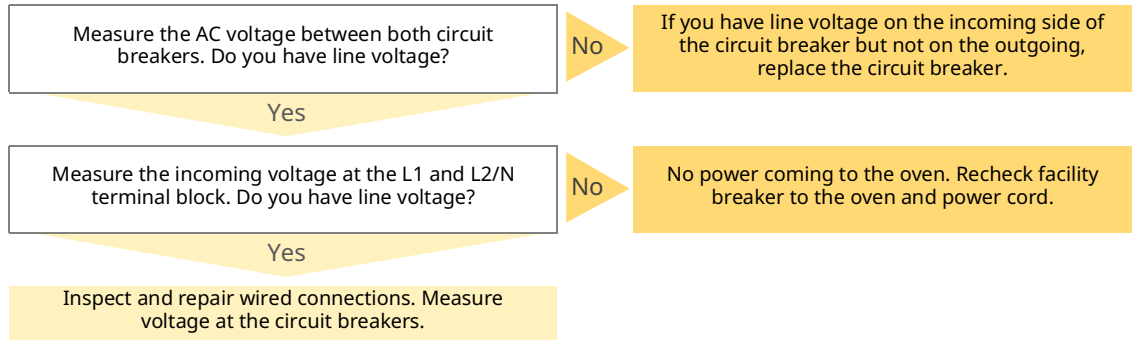 Measure the AC voltage between both circuit
breakers. Do you have line voltage?
No
If you have line voltage on the incoming side of
the circuit breaker but not on the outgoing,
replace the circuit breaker.
Yes
Measure the incoming voltage at the L1 and L2/N
terminal block. Do you have line voltage?
No
No power coming to the oven. Recheck facility
breaker to the oven and power cord.
Yes
Inspect and repair wired connections. Measure
voltage at the circuit breakers.